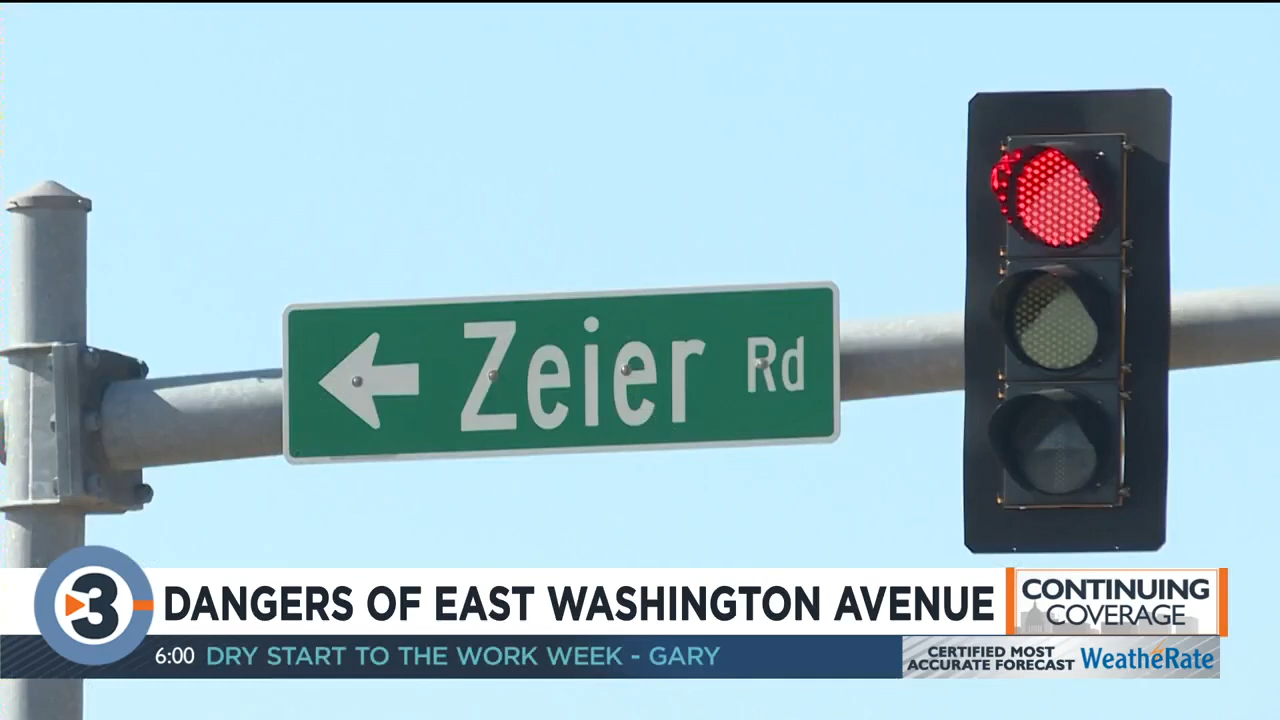 Zeier Rd
3
DANGERS OF EAST WASHINGTON AVENUE
CONTINUING
COVERAGE
6:00 DRY START TO THE WORK WEEK - GARY
CERTIFIED MOST
ACCURATE FORECAST
WeatheRate